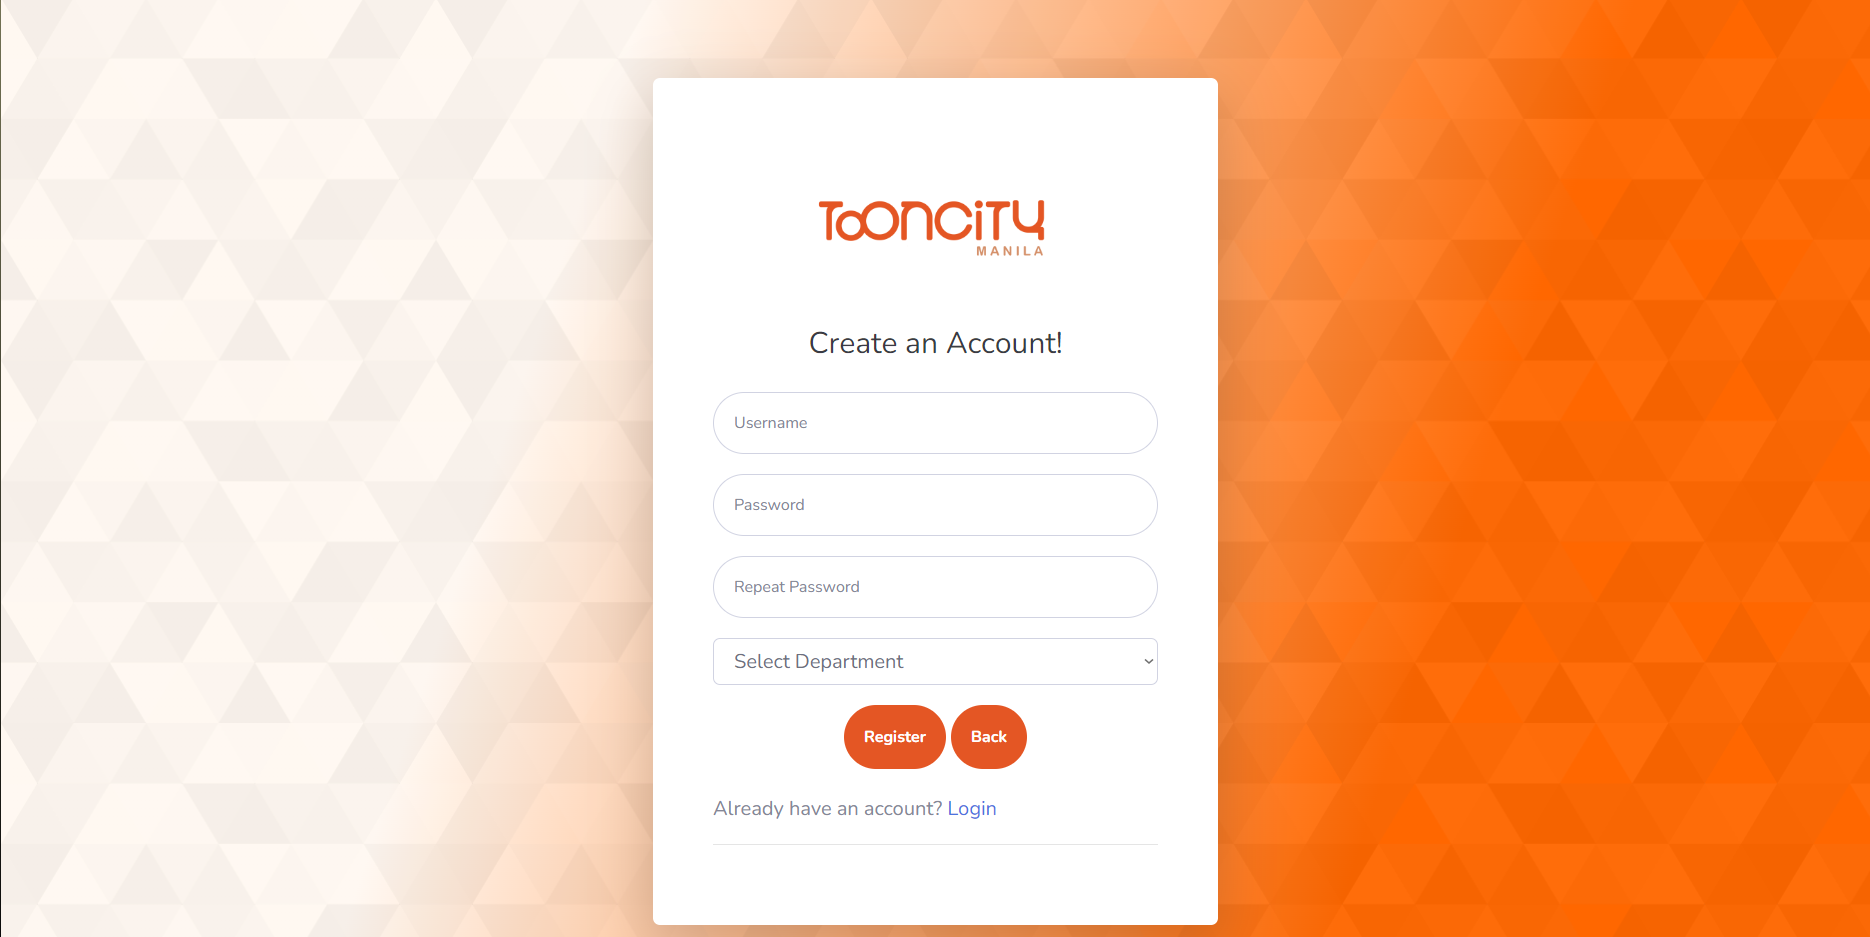 TOONCITY
MANILA
Create an Account!
Username
Password
Repeat Password
Select Department
Register Back
Already have an account? Login